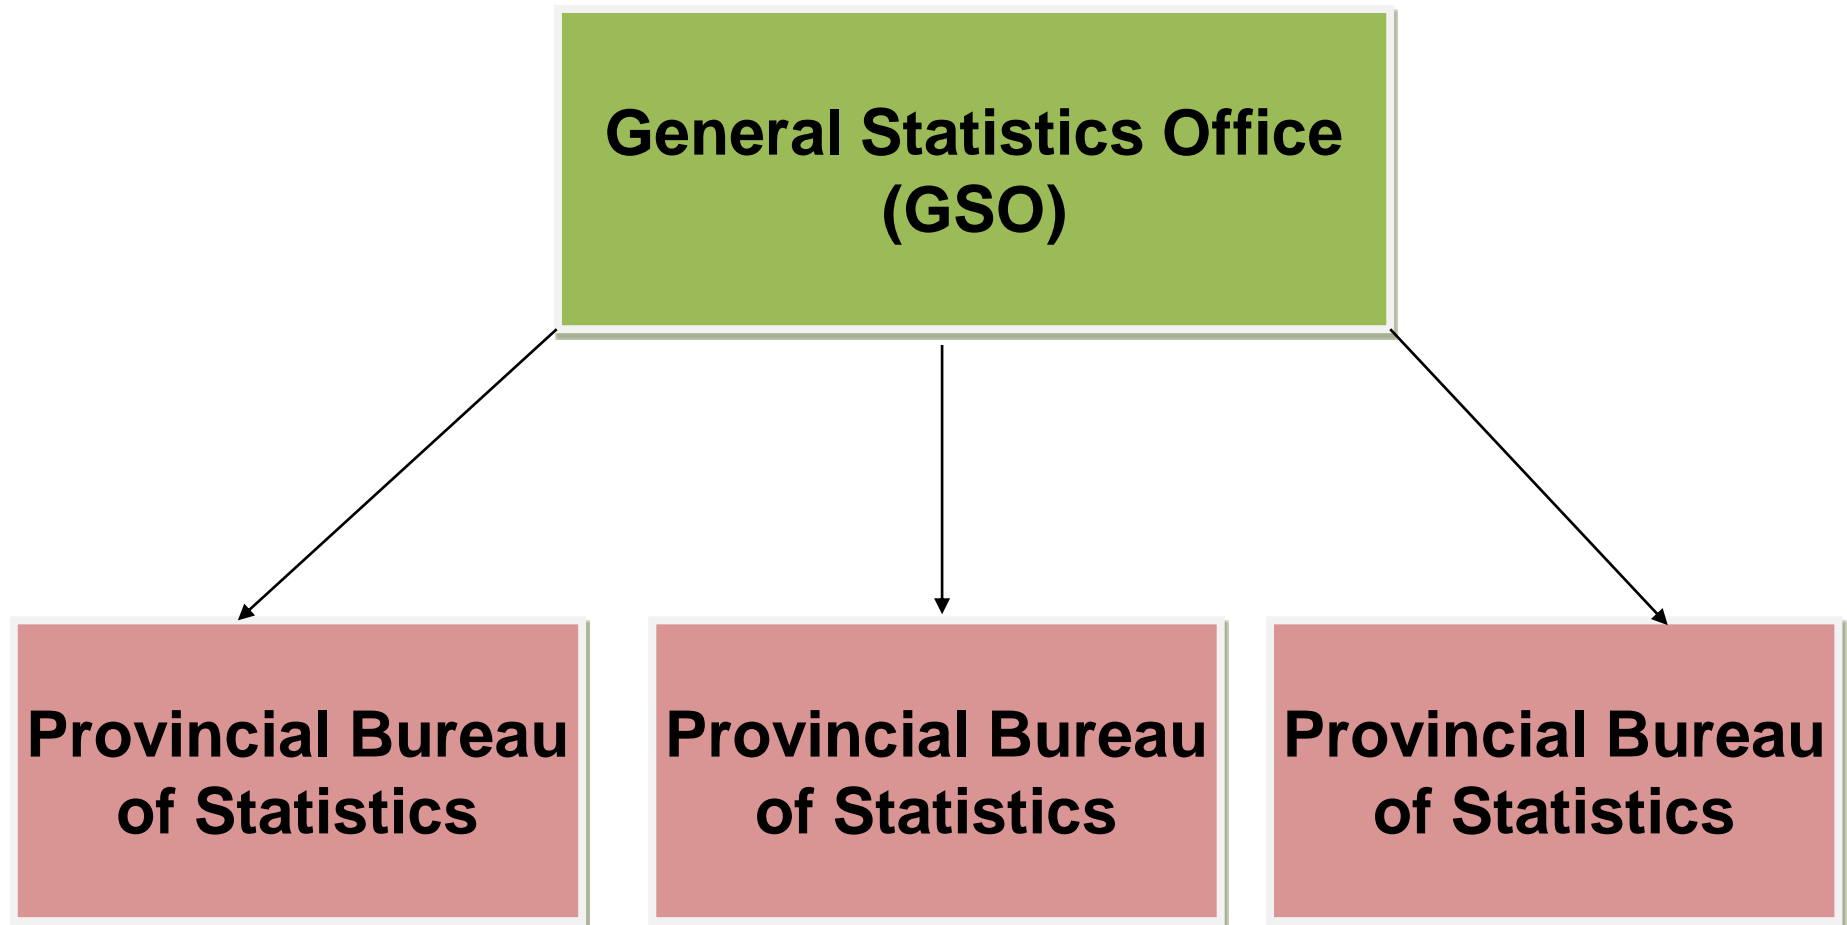 General Statistics Office
(GSO)
Provincial Bureau
of Statistics
Provincial Bureau
of Statistics
Provincial Bureau
of Statistics